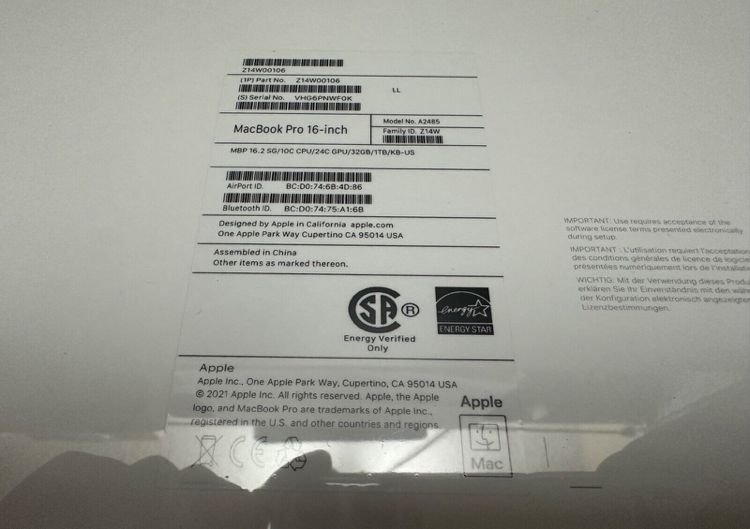 Z14W00106
(1P) Part No. Z14W00106
LL
(S) Serial No. VHG6PNWFOK
MacBook Pro 16-inch
Model No. A2485
Family ID. Z14W
MBP 16.2 SG/10C CPU/24C GPU/32GB/1TB/KB-US
AirPort ID. BC:D0:74:6B:4D:86
Bluetooth ID. BC:D0:74:75:A1:6B
Designed by Apple in California apple.com
One Apple Park Way Cupertino CA 95014 USA
Assembled in China
Other items as marked thereon.
CSA ®
Energy Verified
Only
energy
ENERGY STAR
Apple
Apple Inc., One Apple Park Way, Cupertino, CA 95014 USA
© 2021 Apple Inc. All rights reserved. Apple, the Apple
logo, and MacBook Pro are trademarks of Apple Inc.,
registered in the U.S. and other countries and regions.
CE
Apple
Mac
IMPORTANT: Use requires acceptance of the
software license terms presented electronically
during setup.
IMPORTANT : L'utilisation requiert l'acceptation
des conditions générales de licence de logiciel
présentées numériquement lors de
WICHTIG: Mit der Verwendung dieses
erklären Sie Ihr Einverständnis mit den
der Konfiguration elektronisch
Lizenzbestimmungen.